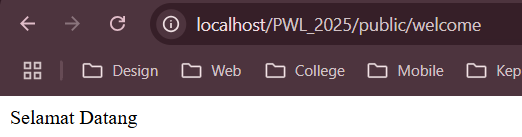 localhost/PWL_2025/public/welcome
Design Web College Mobile Kep
Selamat Datang